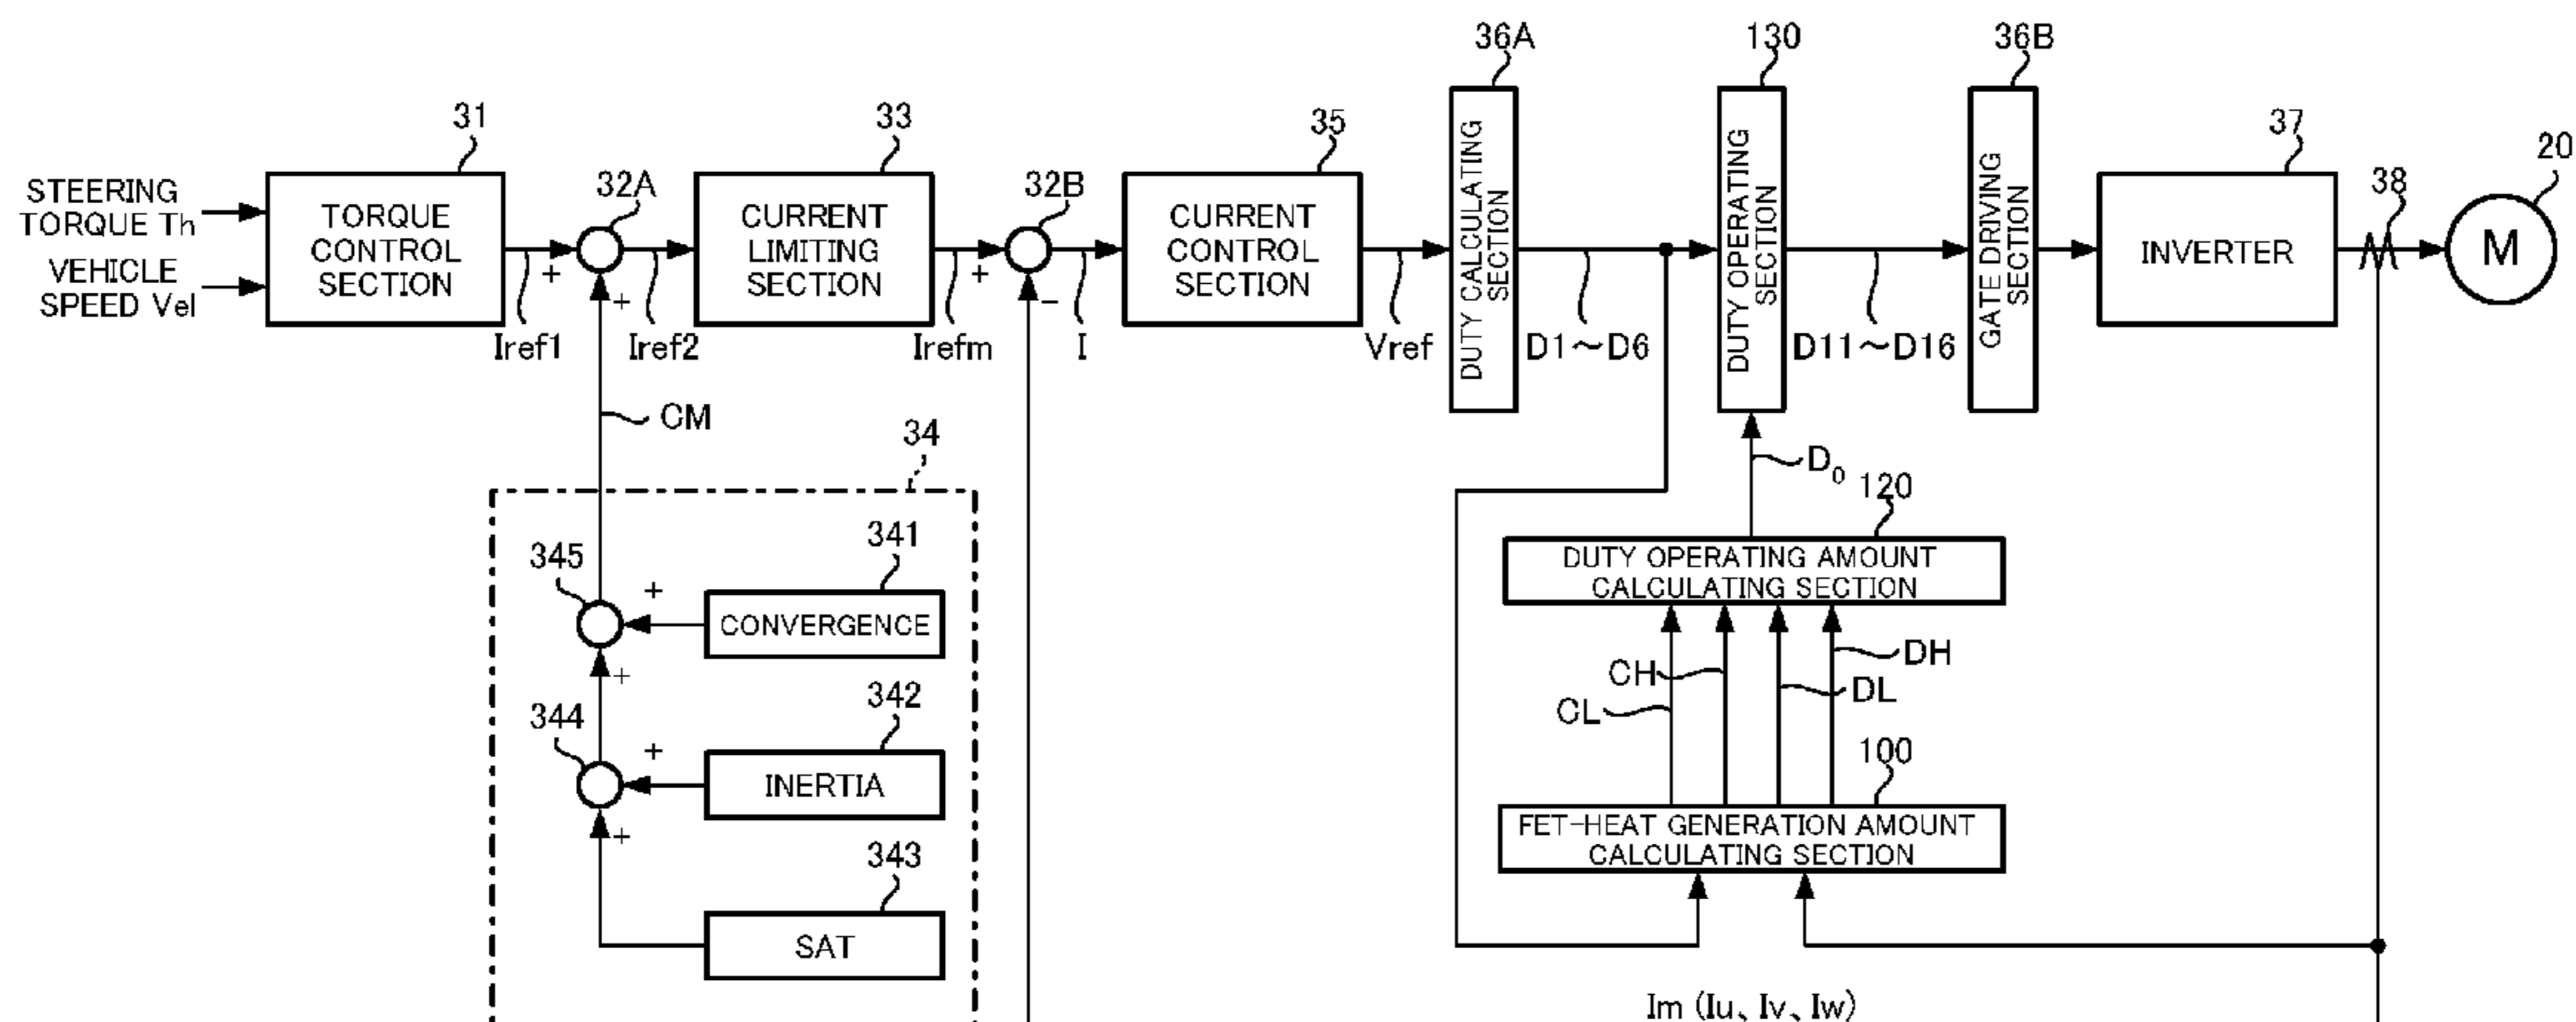 36A
130
36B
31
33
35
37
20
32A
32B
38
STEERING
TORQUE Th
VEHICLE
SPEED Vel
TORQUE
CONTROL
SECTION
+
+
CURRENT
LIMITING
SECTION
+
−
CURRENT
CONTROL
SECTION
DUTY CALCULATING
SECTION
DUTY OPERATING
SECTION
GATE DRIVING
SECTION
INVERTER
M
Iref1
Iref2
Irefm
I
Vref
D1～D6
D11～D16
CM
34
D0
120
345
+
341
CONVERGENCE
+
DUTY OPERATING AMOUNT
CALCULATING SECTION
CH
DH
CL
DL
344
+
342
INERTIA
+
100
FET-HEAT GENERATION AMOUNT
CALCULATING SECTION
343
SAT
Im (Iu、Iv、Iw)